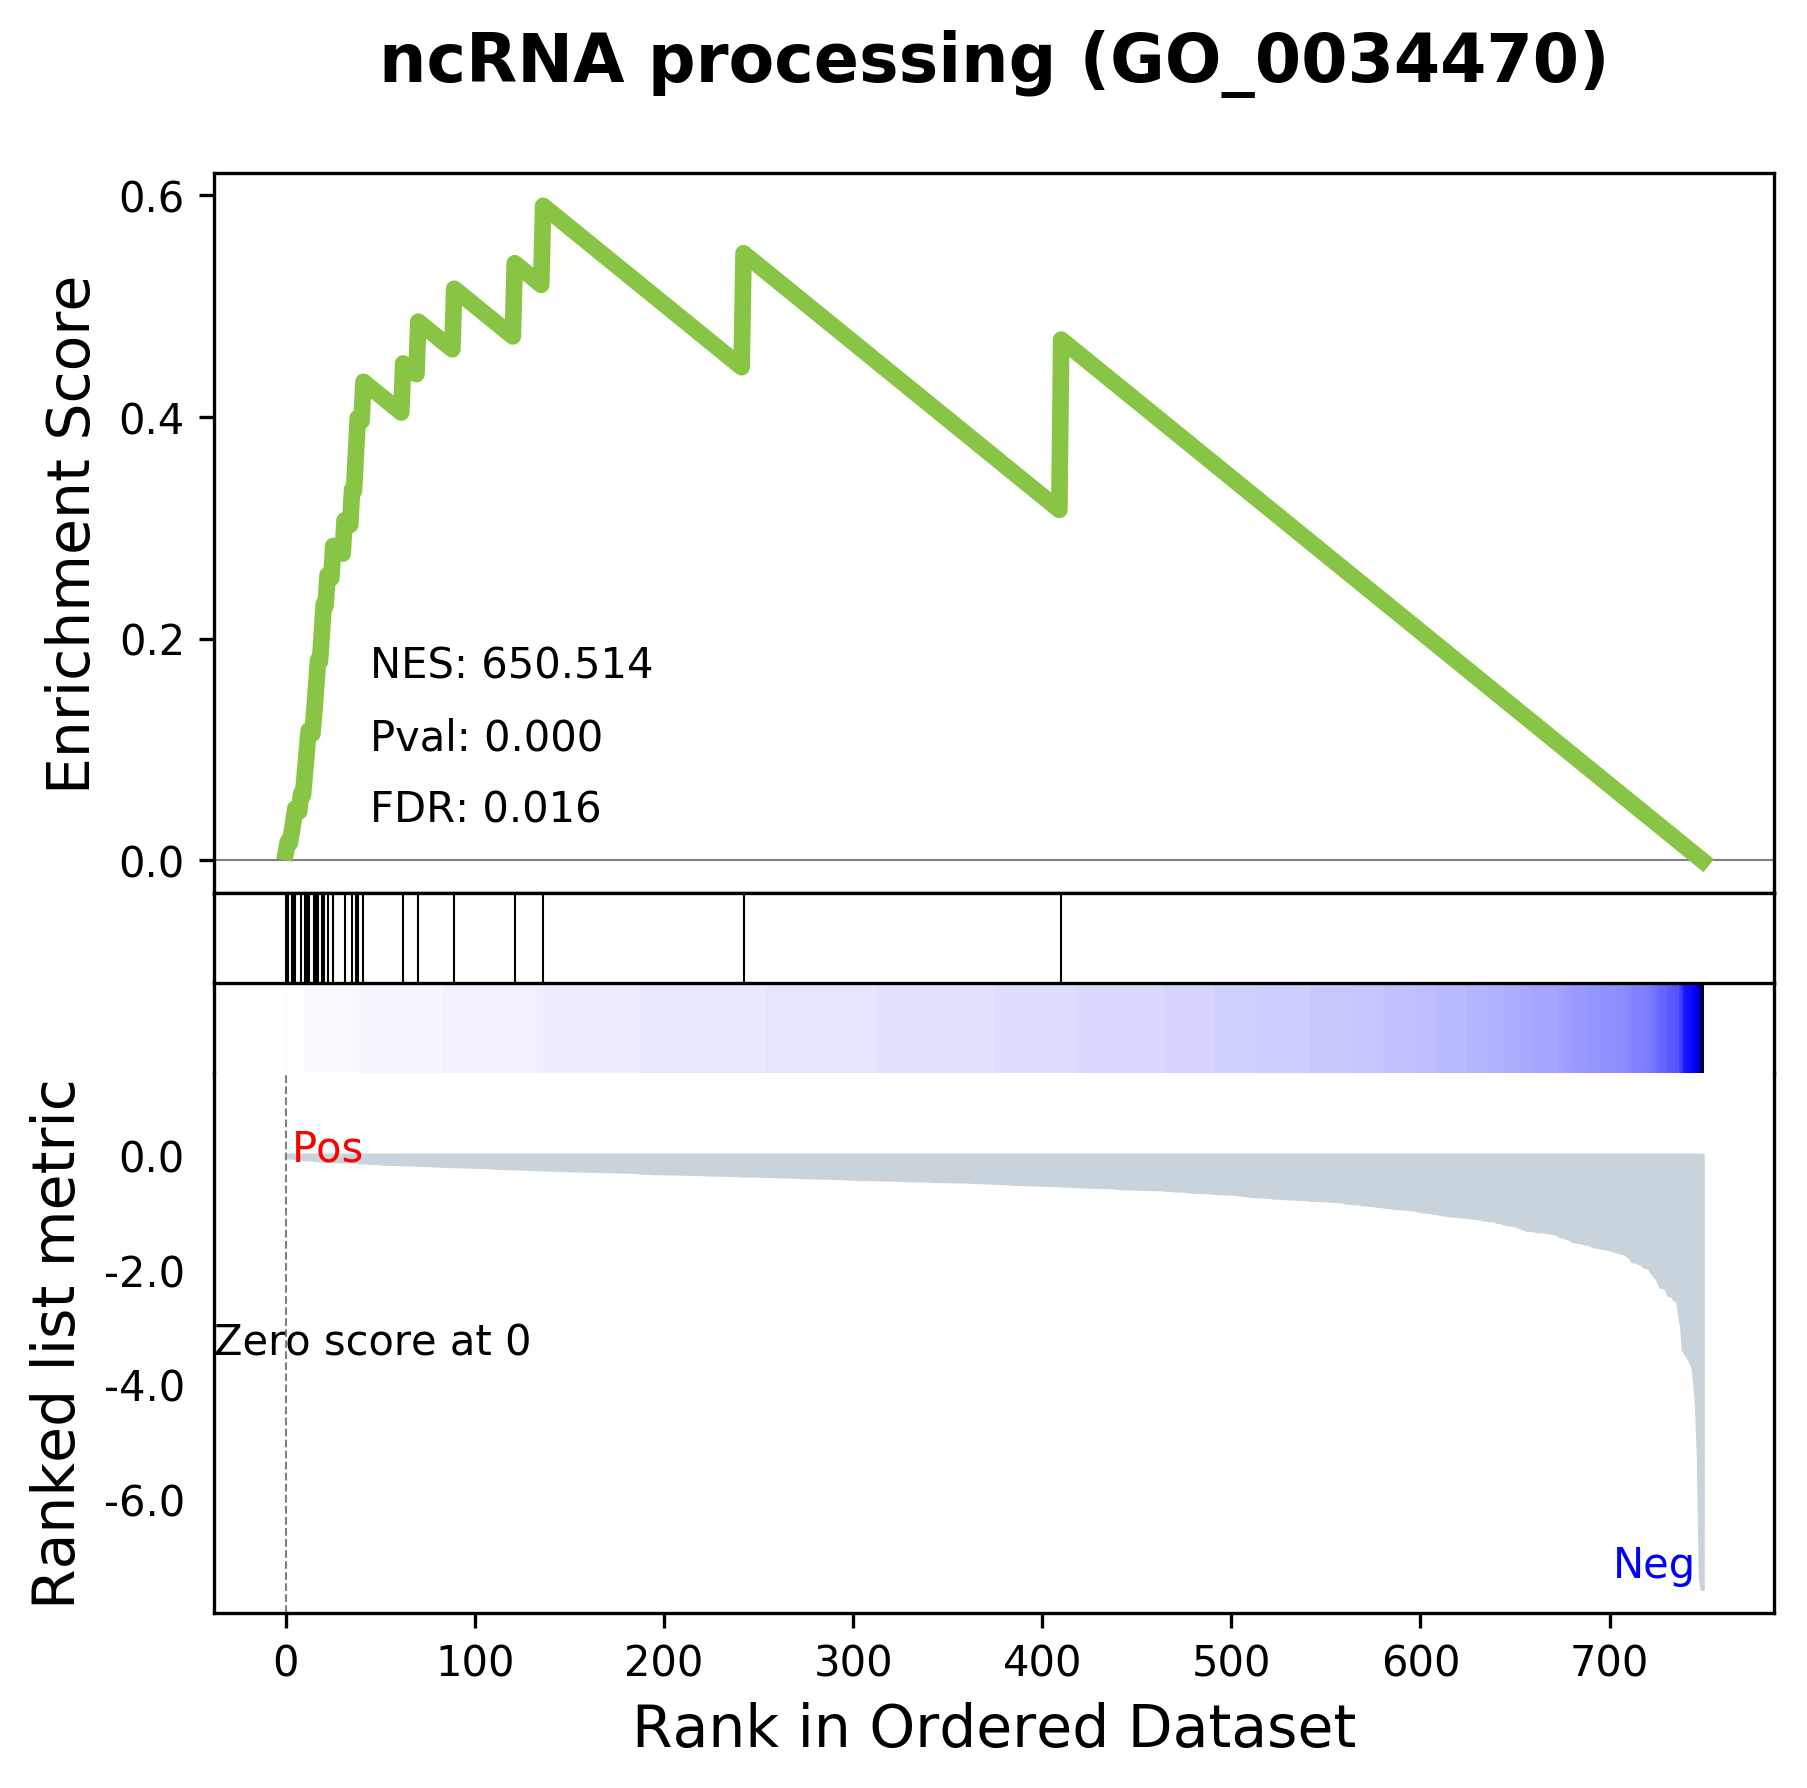 ncRNA processing (GO_0034470)
Enrichment Score
0.6
0.4
0.2
0.0
NES: 650.514
Pval: 0.000
FDR: 0.016
Ranked list metric
0.0
-2.0
-4.0
-6.0
Pos
Zero score at 0
Neg
0 100 200 300 400 500 600 700
Rank in Ordered Dataset